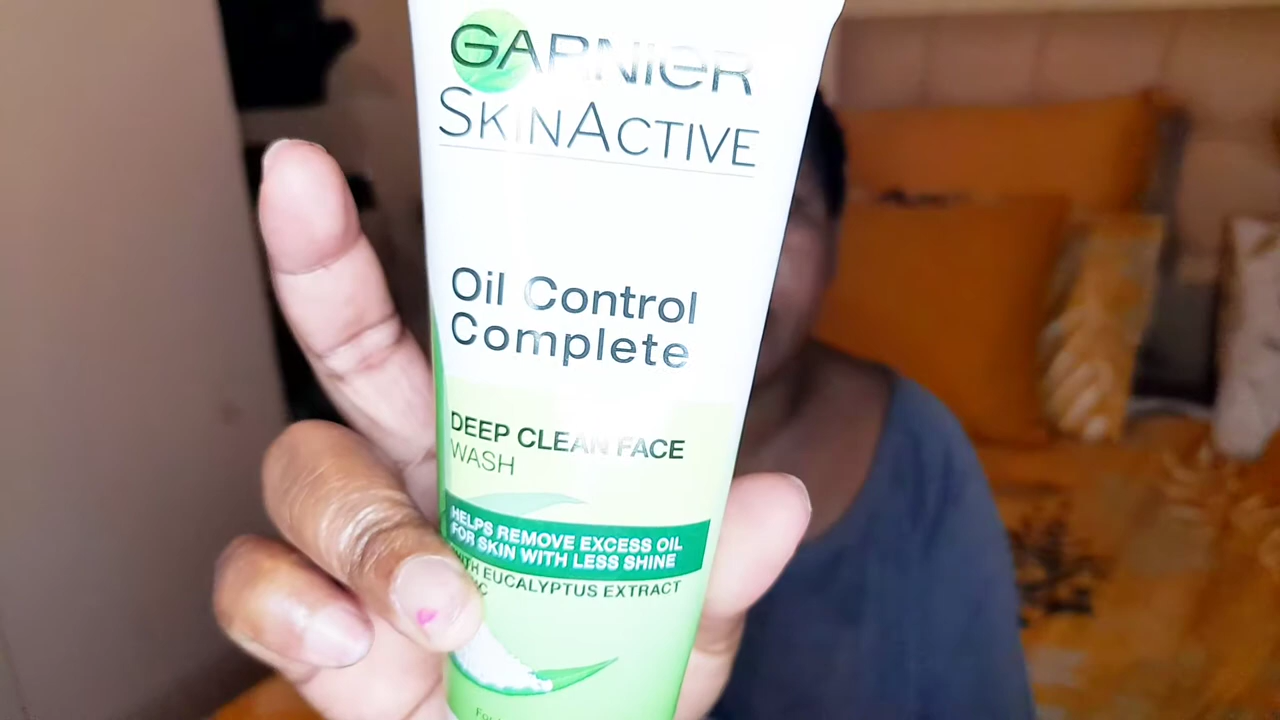 GARNIER
SKINACTIVE
Oil Control
Complete
DEEP CLEAN FACE
WASH
HELPS REMOVE EXCESS OIL
FOR SKIN WITH LESS SHINE
WITH EUCALYPTUS EXTRACT